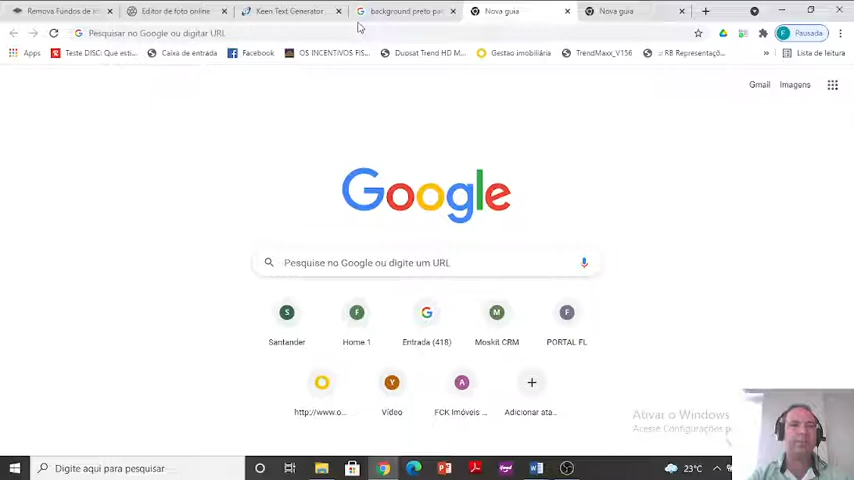 Remova Fundos de Im
Editor de foto online
Keen Text Generator
background preto pa
Nova guia
Nova guia
Pesquisar no Google ou digitar URL
Pausada
Apps
Teste DISC: Que esti...
Caixa de entrada
Facebook
OS INCENTIVOS FIS...
Duosat Trend HD M...
Gestao imobiliária
TrendMaxx_V156
.:: RB Representaçõ...
Lista de leitura
Gmail
Imagens
Google
Pesquise no Google ou digite um URL
Santander
Home 1
Entrada (418)
Moskit CRM
PORTAL FL
http://www.o...
Vídeo
FCK Imóveis ...
Adicionar ata...
Ativar o Windows
Acesse Configurações
Digite aqui para pesquisar
23°C